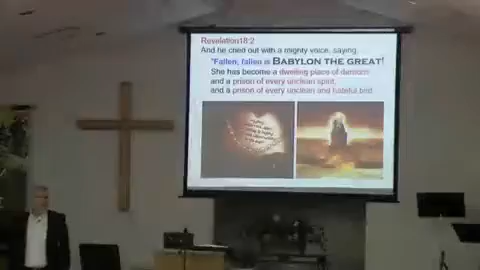 Revelation18:2
And he cried out with a mighty voice, saying,
"Fallen, fallen is BABYLON THE GREAT!
She has become a dwelling place of demons
and a prison of every unclean spirit,
and a prison of every unclean and hateful bird.